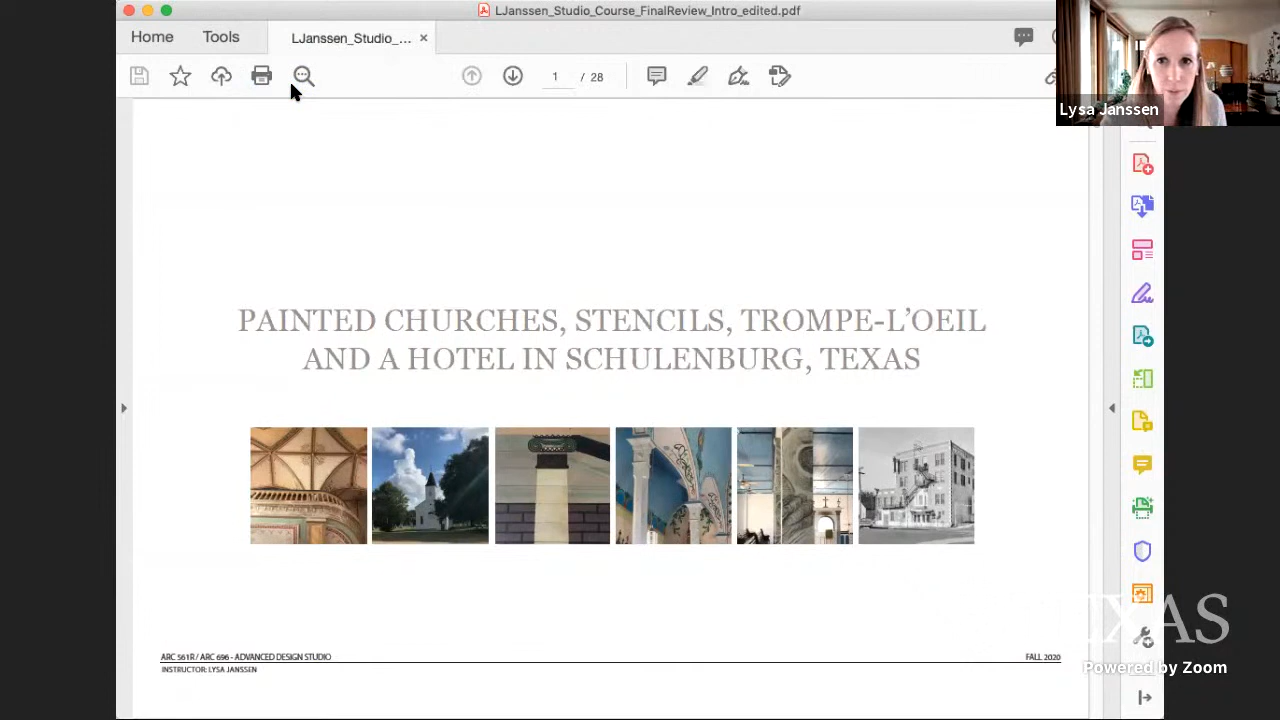 LJanssen_Studio_Course_FinalReview_Intro_edited.pdf
Home Tools LJanssen_Studio_... ×
1 / 28
Lysa Janssen
PAINTED CHURCHES, STENCILS, TROMPE-L’OEIL
AND A HOTEL IN SCHULENBURG, TEXAS
ARC 561R / ARC 696 - ADVANCED DESIGN STUDIO FALL 2020
INSTRUCTOR: LYSA JANSSEN
TEXAS
Powered by Zoom